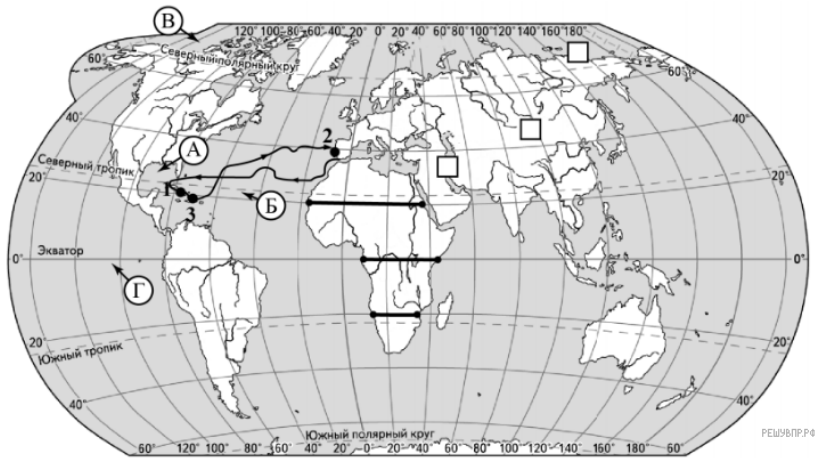 В
120° 100° 80° 60° 40° 20° 0° 20° 40° 60° 80° 100° 120° 140° 160° 180°
Северный полярный круг
60° 60°
40° 40°
А
2
Северный тропик
20° 1 3 Б 20°
Экватор
0° 0°
Г
20° 20°
Южный тропик
40° 40°
Южный полярный круг
60° 120° 100° 80° 60° 40° 20° 0° 20° 40° 60° 80° 100° 120° 140° 160° 60°
РЕШУВПР.РФ